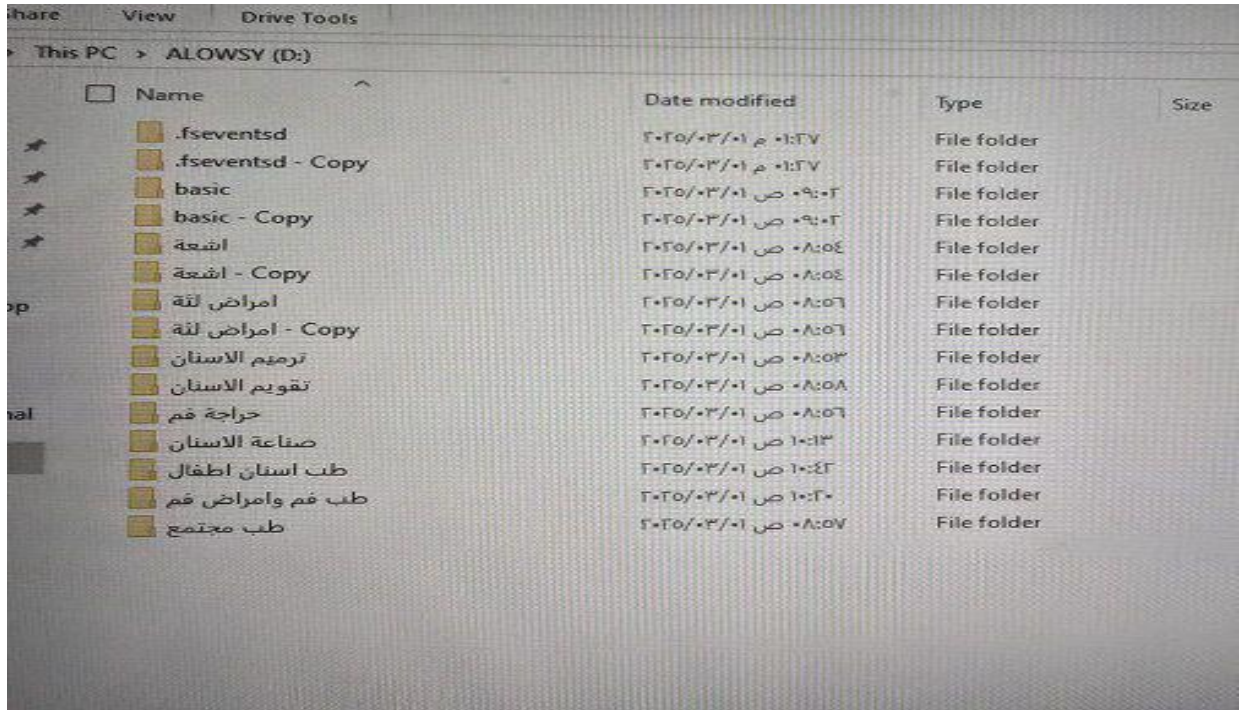 View Drive Tools
This PC > ALOWSY (D:)
Name Date modified Type Size
.fseventsd ٢٠٢٥/٠٣/٠١ م ٠١:٢٧ File folder
.fseventsd - Copy ٢٠٢٥/٠٣/٠١ م ٠١:٢٧ File folder
basic ٢٠٢٥/٠٣/٠١ ص ٠٩:٠٢ File folder
basic - Copy ٢٠٢٥/٠٣/٠١ ص ٠٩:٠٢ File folder
اشعة ٢٠٢٥/٠٣/٠١ ص ٠٨:٥٤ File folder
اشعة - Copy ٢٠٢٥/٠٣/٠١ ص ٠٨:٥٤ File folder
امراض لثة ٢٠٢٥/٠٣/٠١ ص ٠٨:٥٦ File folder
امراض لثة - Copy ٢٠٢٥/٠٣/٠١ ص ٠٨:٥٦ File folder
ترميم الاسنان ٢٠٢٥/٠٣/٠١ ص ٠٨:٥٣ File folder
تقويم الاسنان ٢٠٢٥/٠٣/٠١ ص ٠٨:٥٨ File folder
جراحة فم ٢٠٢٥/٠٣/٠١ ص ٠٨:٥٦ File folder
صناعة الاسنان ٢٠٢٥/٠٣/٠١ ص ١٠:١٣ File folder
طب اسنان اطفال ٢٠٢٥/٠٣/٠١ ص ١٠:٤٢ File folder
طب فم وامراض فم ٢٠٢٥/٠٣/٠١ ص ١٠:٢٠ File folder
طب مجتمع ٢٠٢٥/٠٣/٠١ ص ٠٨:٥٧ File folder